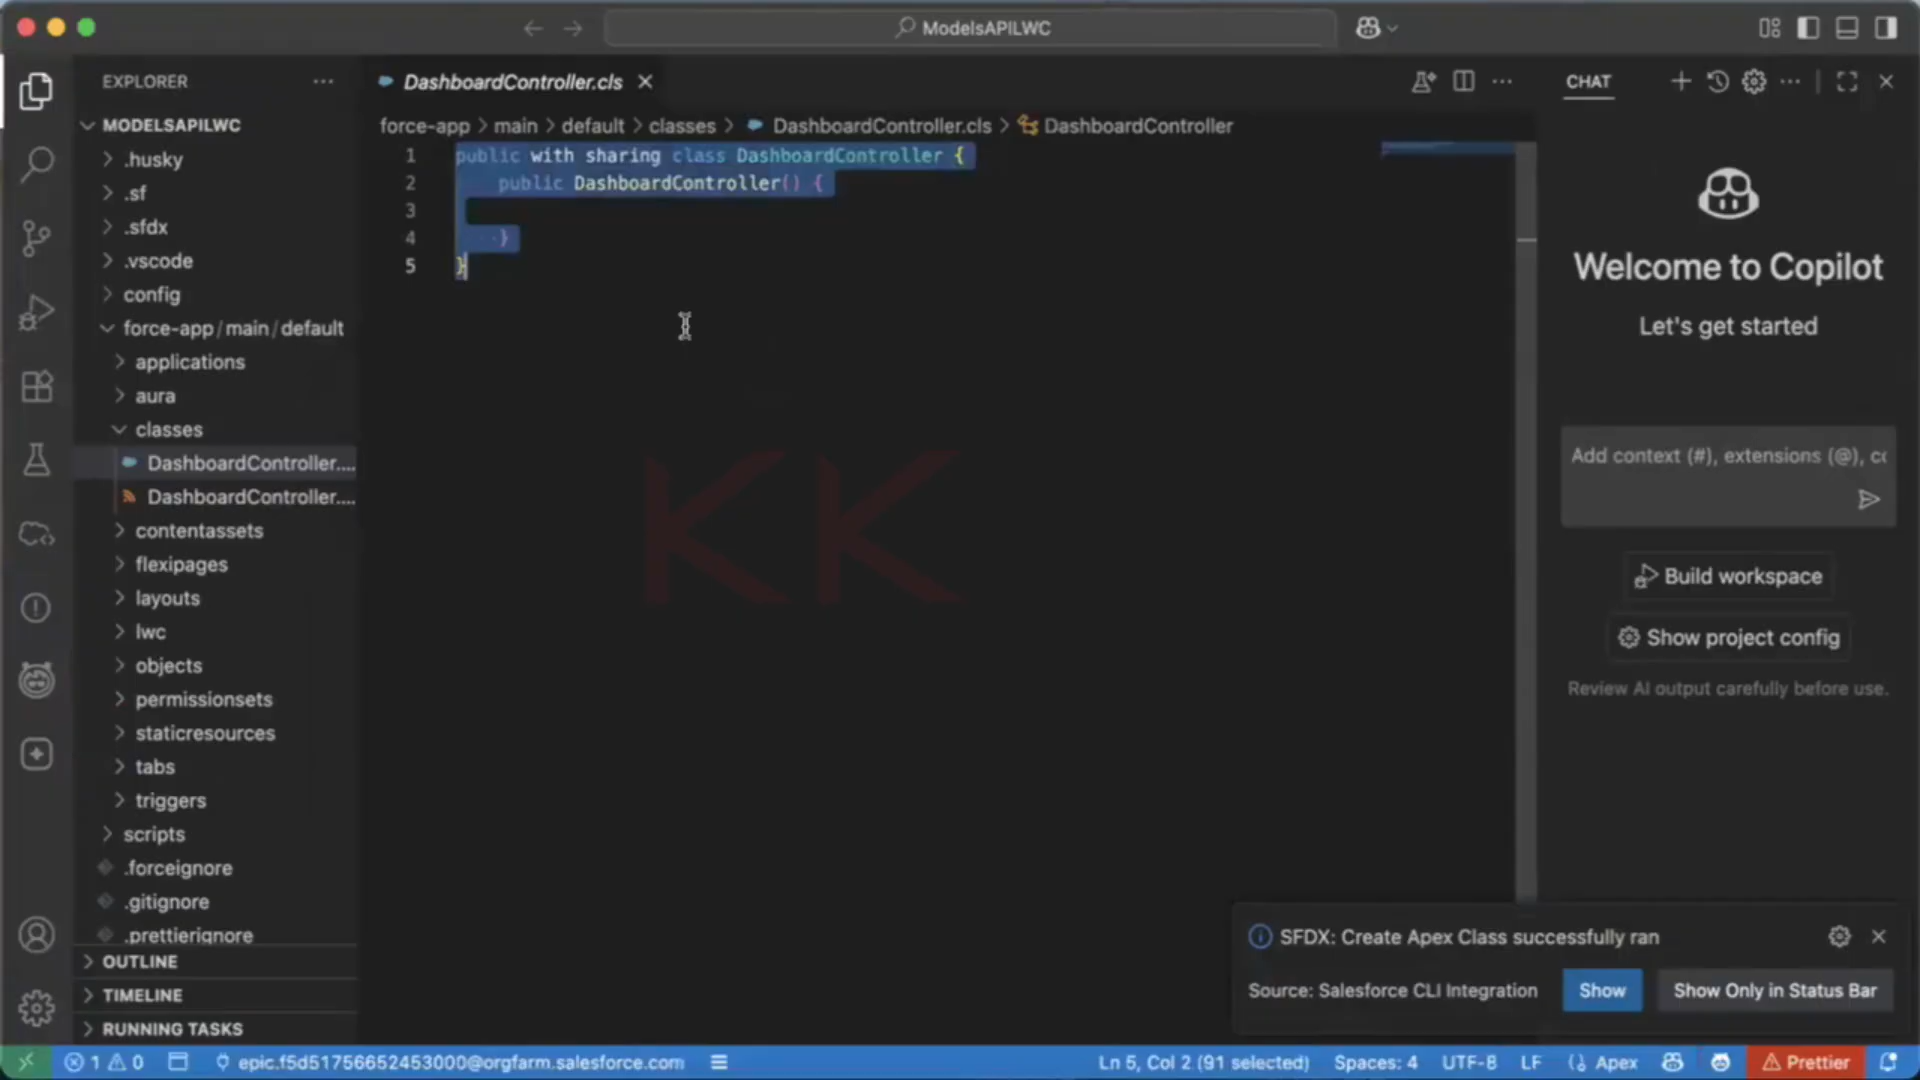 ModelsAPILWC
EXPLORER
MODELSAPILWC
.husky
.sf
.sfdx
.vscode
config
force-app/main/default
applications
aura
classes
DashboardController....
DashboardController....
contentassets
flexipages
layouts
lwc
objects
permissionsets
staticresources
tabs
triggers
scripts
.forceignore
.gitignore
.prettierignore
OUTLINE
TIMELINE
RUNNING TASKS
DashboardController.cls
force-app > main > default > classes > DashboardController.cls > DashboardController
1 public with sharing class DashboardController {
2 public DashboardController() {
3
4 }
5 }
KK
CHAT
Welcome to Copilot
Let's get started
Add context (#), extensions (@), co
Build workspace
Show project config
Review AI output carefully before use.
SFDX: Create Apex Class successfully ran
Source: Salesforce CLI Integration
Show
Show Only in Status Bar
1 0 epic.f5d51756652453000@orgfarm.salesforce.com Ln 5, Col 2 (91 selected) Spaces: 4 UTF-8 LF Apex Prettier